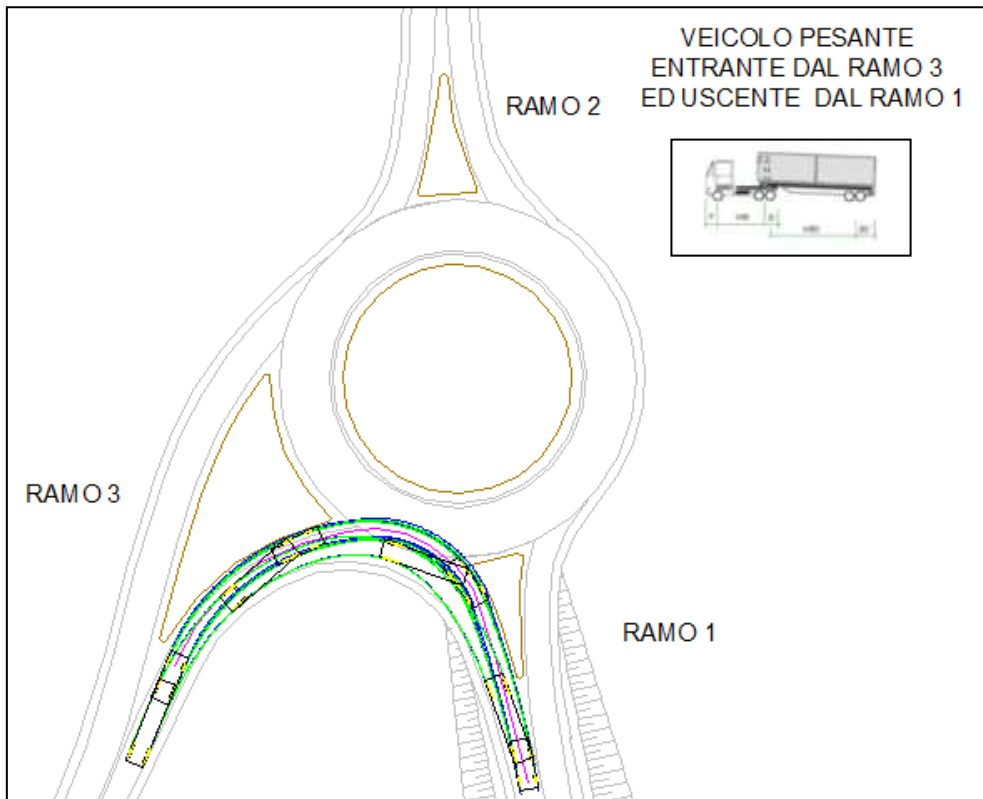 VEICOLO PESANTE
ENTRANTE DAL RAMO 3
ED USCENTE DAL RAMO 1
RAMO 2
RAMO 3
RAMO 1